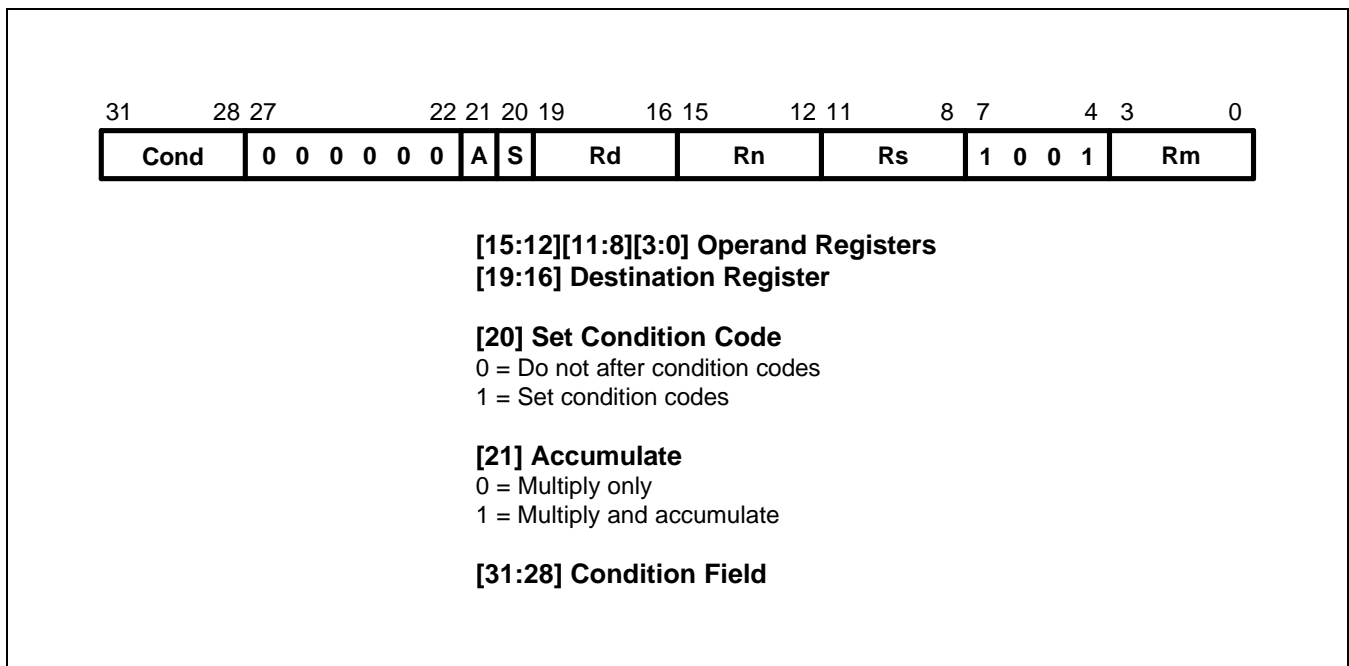 31 28 27 22 21 20 19 16 15 12 11 8 7 4 3 0
Cond 0 0 0 0 0 0 A S Rd Rn Rs 1 0 0 1 Rm
[15:12][11:8][3:0] Operand Registers
[19:16] Destination Register
[20] Set Condition Code
0 = Do not after condition codes
1 = Set condition codes
[21] Accumulate
0 = Multiply only
1 = Multiply and accumulate
[31:28] Condition Field